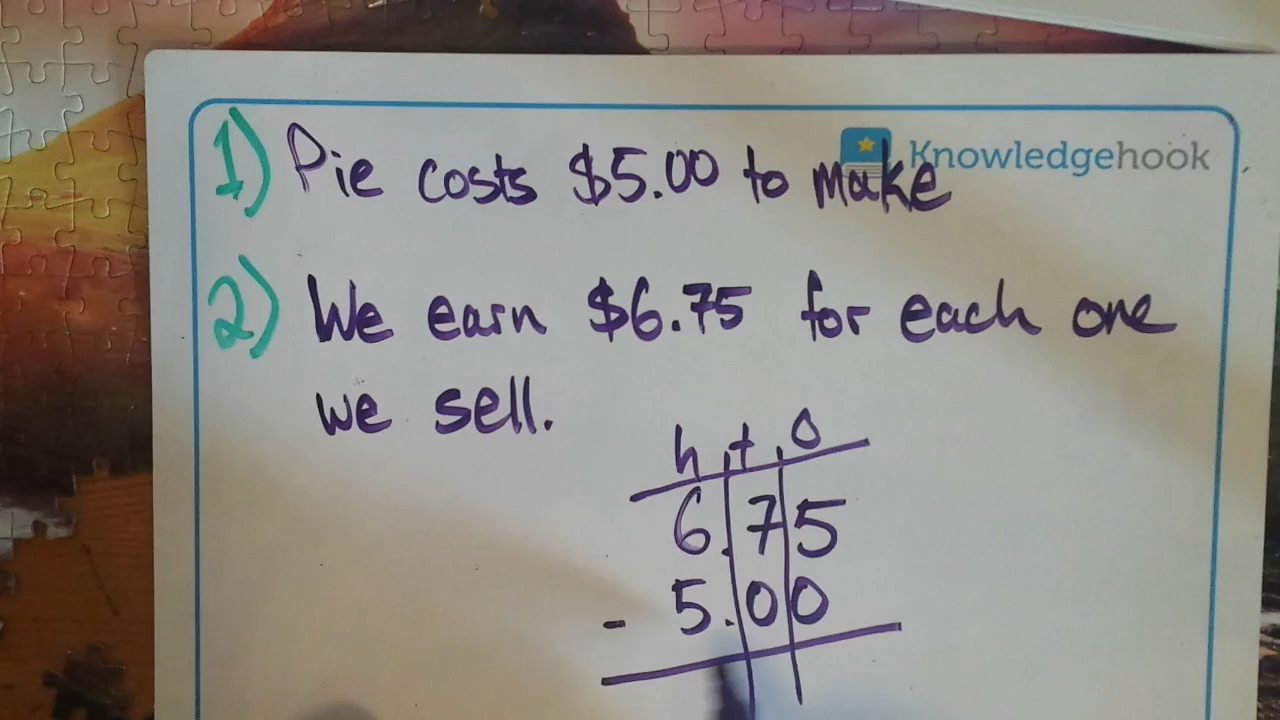 Knowledgehook
1) Pie costs $5.00 to make
2) We earn $6.75 for each one
we sell.
h t o
6.75
- 5.00